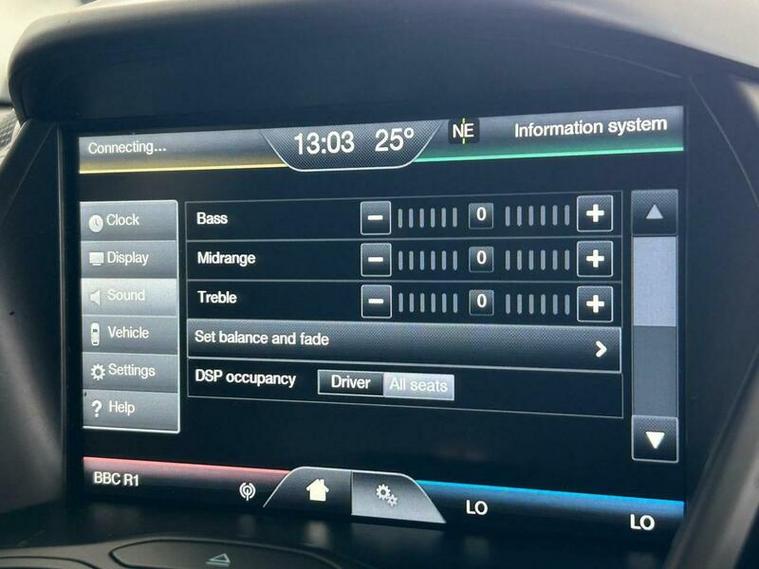 Connecting...
13:03 25° NE Information system
Clock
Display
Sound
Vehicle
Settings
? Help
Bass − 0 +
Midrange − 0 +
Treble − 0 +
Set balance and fade >
DSP occupancy Driver All seats
BBC R1
LO
LO